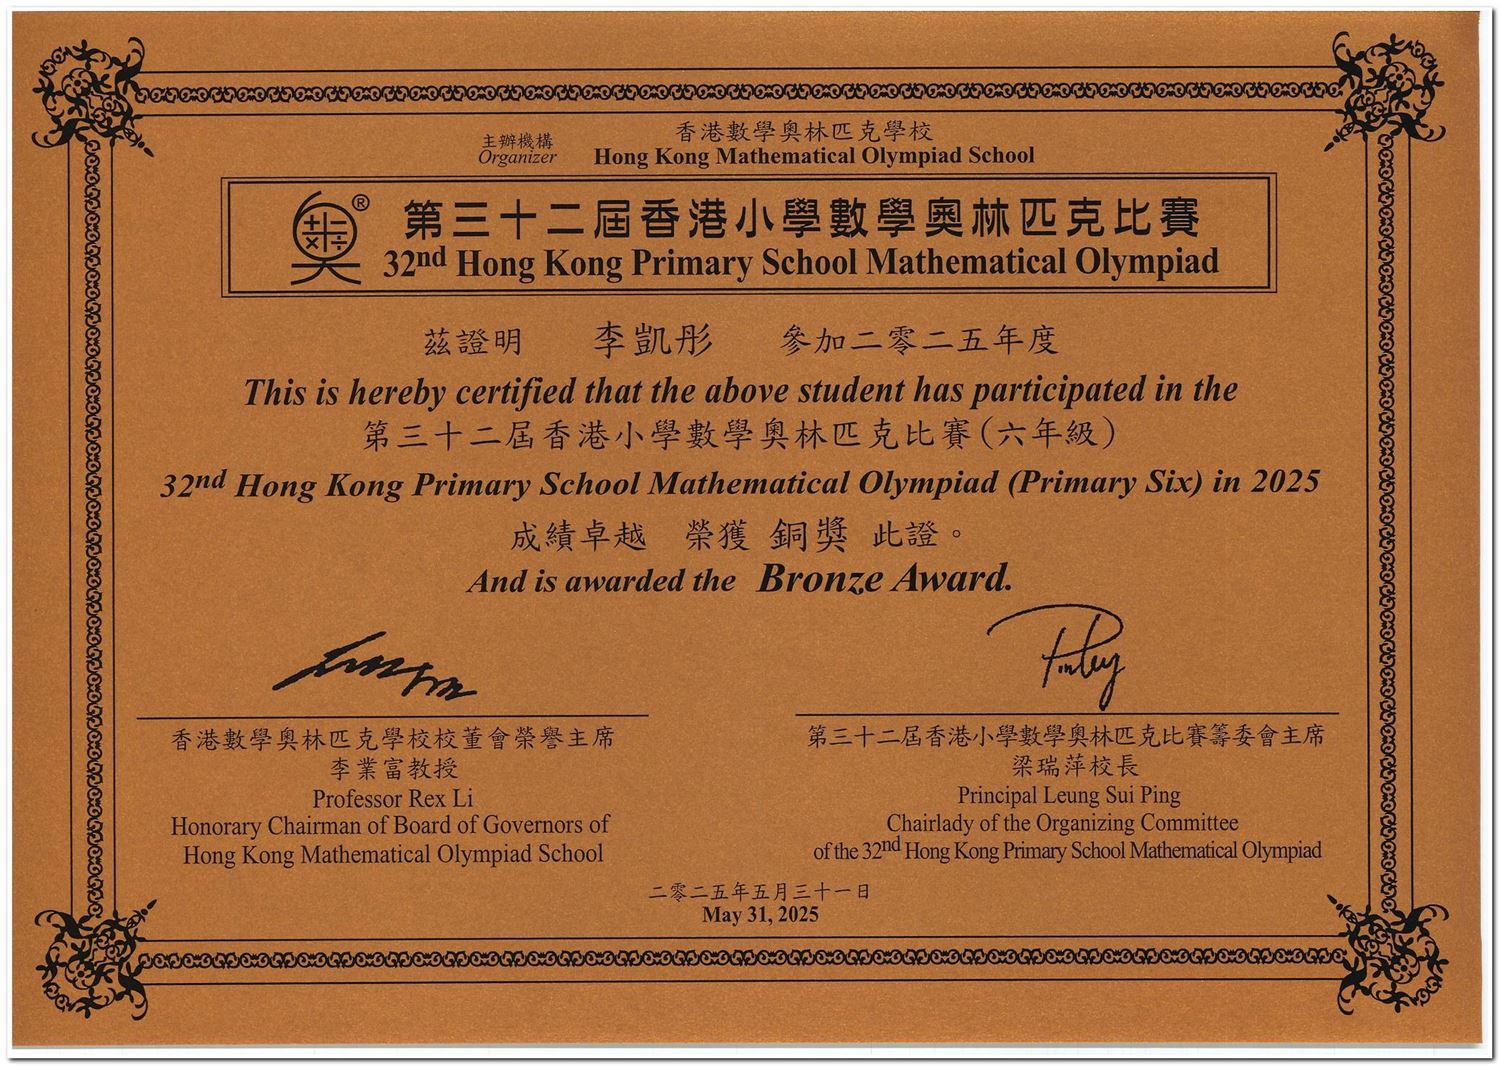 主辦機構
Organizer
香港數學奧林匹克學校
Hong Kong Mathematical Olympiad School
第三十二屆香港小學數學奧林匹克比賽
32nd Hong Kong Primary School Mathematical Olympiad
茲證明 李凱彤 參加二零二五年度
This is hereby certified that the above student has participated in the
第三十二屆香港小學數學奧林匹克比賽(六年級)
32nd Hong Kong Primary School Mathematical Olympiad (Primary Six) in 2025
成績卓越 榮獲 銅獎 此證。
And is awarded the Bronze Award.
香港數學奧林匹克學校校董會榮譽主席
李業富教授
Professor Rex Li
Honorary Chairman of Board of Governors of
Hong Kong Mathematical Olympiad School
第三十二屆香港小學數學奧林匹克比賽籌委會主席
梁瑞萍校長
Principal Leung Sui Ping
Chairlady of the Organizing Committee
of the 32nd Hong Kong Primary School Mathematical Olympiad
二零二五年五月三十一日
May 31, 2025